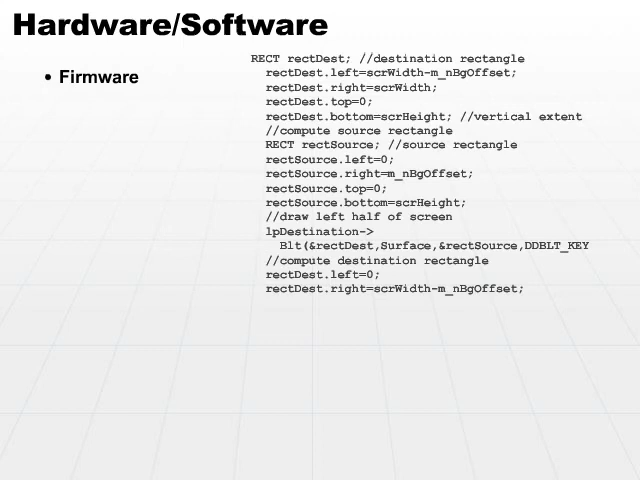 Hardware/Software
• Firmware
RECT rectDest; //destination rectangle
rectDest.left=scrWidth-m_nBgOffset;
rectDest.right=scrWidth;
rectDest.top=0;
rectDest.bottom=scrHeight; //vertical extent
//compute source rectangle
RECT rectSource; //source rectangle
rectSource.left=0;
rectSource.right=m_nBgOffset;
rectSource.top=0;
rectSource.bottom=scrHeight;
//draw left half of screen
lpDestination->
Blt(&rectDest,Surface,&rectSource,DDBLT_KEY
//compute destination rectangle
rectDest.left=0;
rectDest.right=scrWidth-m_nBgOffset;